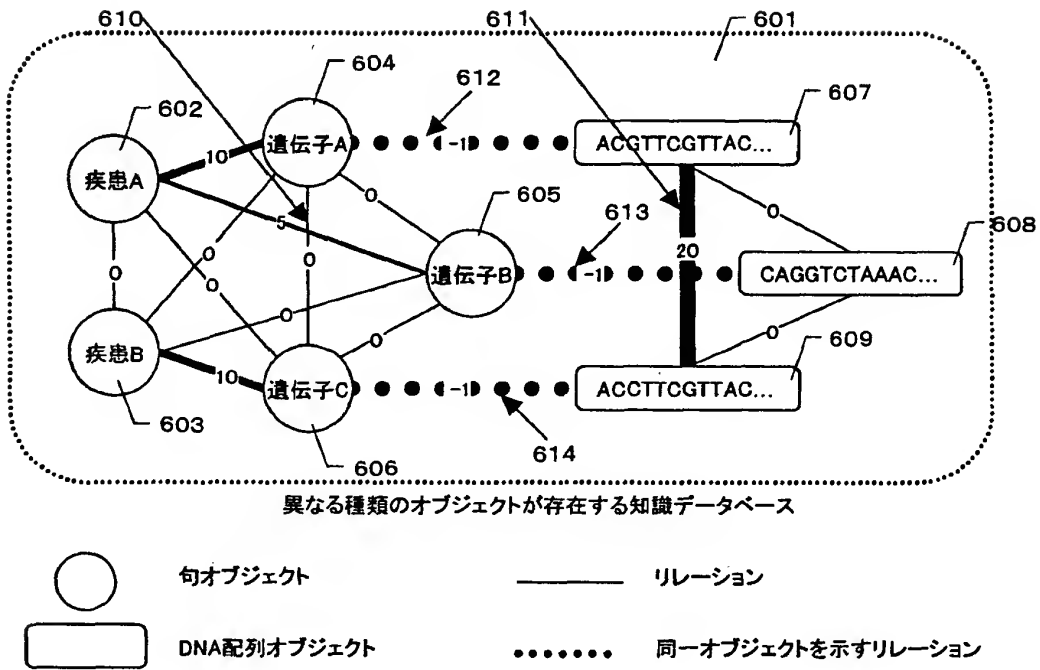 610
611
601
604
612
607
602
遺伝子A
-1
ACGTTCGTTAC...
10
疾患A
0
0
605
613
608
5
0
20
0
0
遺伝子B
-1
CAGGTCTAAAC...
0
0
0
0
609
0
疾患B
10
遺伝子C
-1
ACCTTCGTTAC...
603
606
614
異なる種類のオブジェクトが存在する知識データベース
句オブジェクト
リレーション
DNA配列オブジェクト
同一オブジェクトを示すリレーション